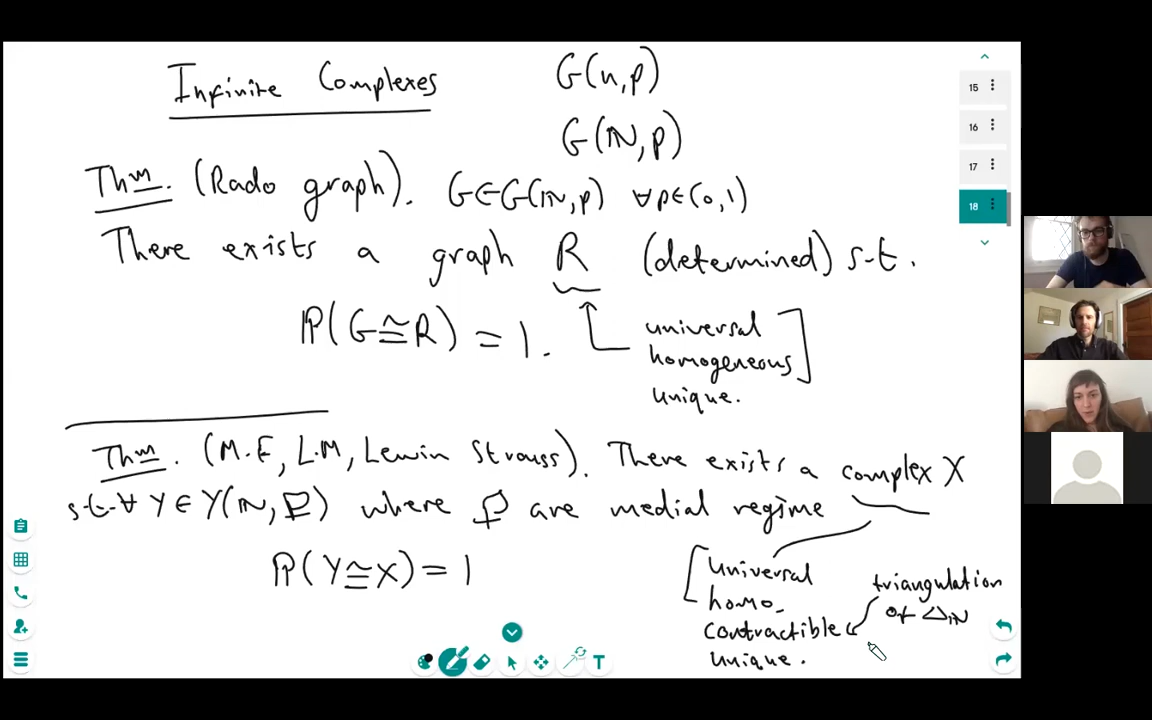 Infinite Complexes
G(n,p)
G(ℕ,p)
Thm. (Rado graph). G∈G(ℕ,p) ∀p∈(0,1)
There exists a graph R (determined) s.t.
ℙ(G≅R) = 1.
universal
homogeneous
unique.
Thm. (M.F, L.M, Lewin Strauss). There exists a complex X
s.t. ∀ Y ∈ Y(ℕ, P) where P are medial regime
ℙ(Y≅X) = 1
universal
homo.
contractible
unique.
triangulation
of Δℕ
15
16
17
18
T